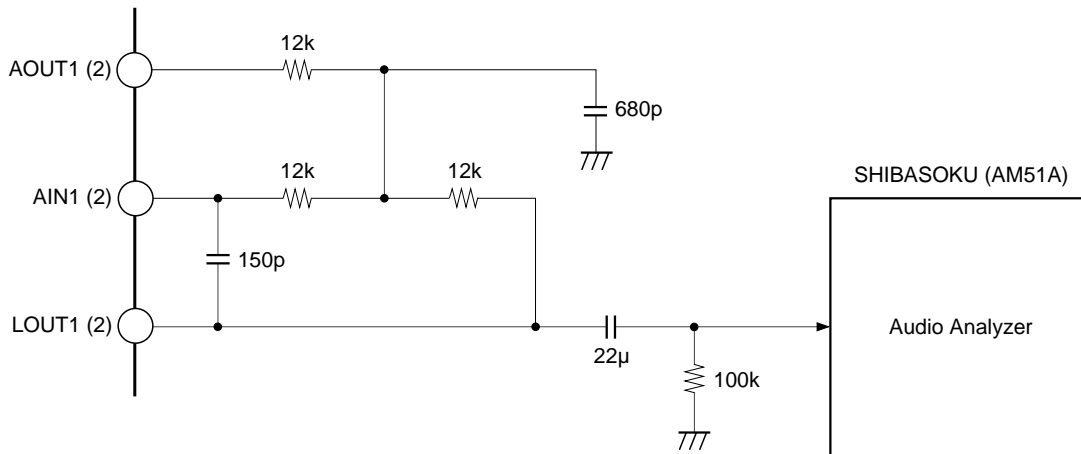 12k
AOUT1 (2)
680p
12k
12k
SHIBASOKU (AM51A)
AIN1 (2)
150p
LOUT1 (2)
Audio Analyzer
22μ
100k